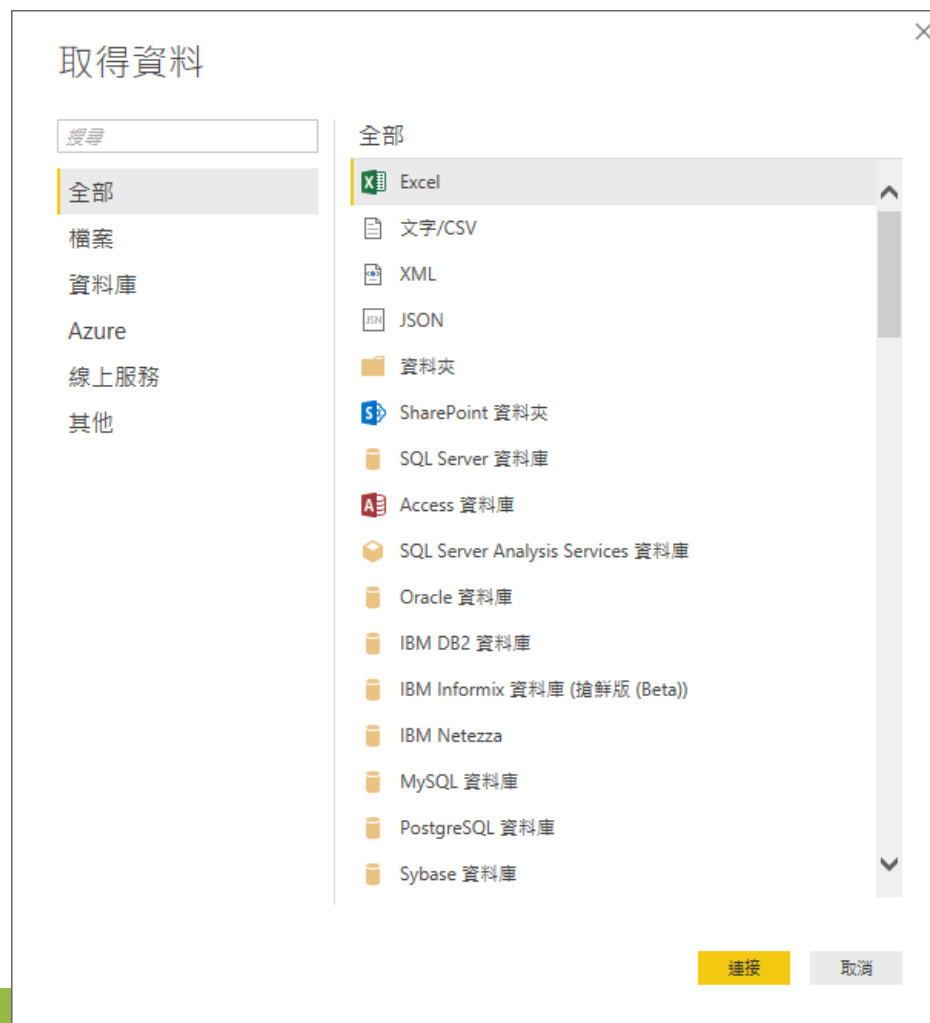 取得資料
搜尋
全部
檔案
資料庫
Azure
線上服務
其他
全部
Excel
文字/CSV
XML
JSON
資料夾
SharePoint 資料夾
SQL Server 資料庫
Access 資料庫
SQL Server Analysis Services 資料庫
Oracle 資料庫
IBM DB2 資料庫
IBM Informix 資料庫 (搶鮮版 (Beta))
IBM Netezza
MySQL 資料庫
PostgreSQL 資料庫
Sybase 資料庫
連接
取消